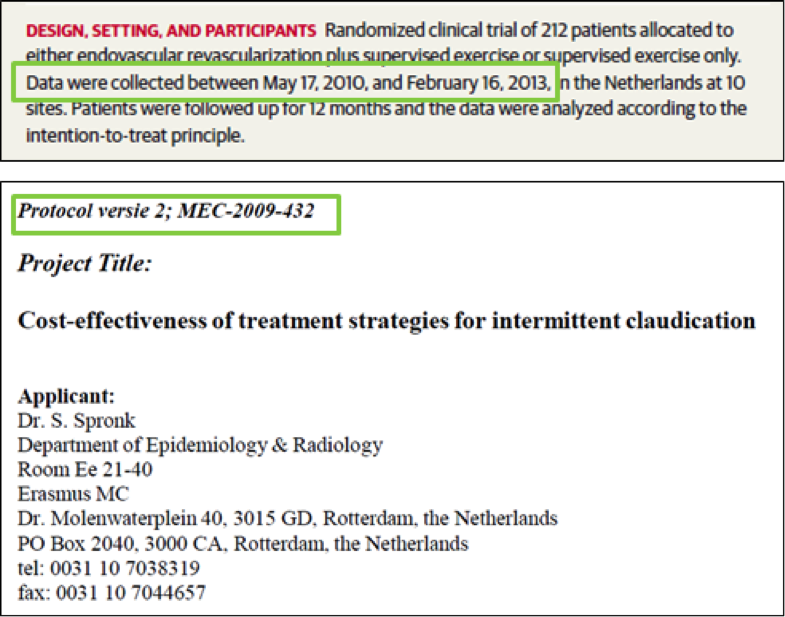 DESIGN, SETTING, AND PARTICIPANTS Randomized clinical trial of 212 patients allocated to
either endovascular revascularization plus supervised exercise or supervised exercise only.
Data were collected between May 17, 2010, and February 16, 2013, in the Netherlands at 10
sites. Patients were followed up for 12 months and the data were analyzed according to the
intention-to-treat principle.
Protocol versie 2; MEC-2009-432
Project Title:
Cost-effectiveness of treatment strategies for intermittent claudication
Applicant:
Dr. S. Spronk
Department of Epidemiology & Radiology
Room Ee 21-40
Erasmus MC
Dr. Molenwaterplein 40, 3015 GD, Rotterdam, the Netherlands
PO Box 2040, 3000 CA, Rotterdam, the Netherlands
tel: 0031 10 7038319
fax: 0031 10 7044657